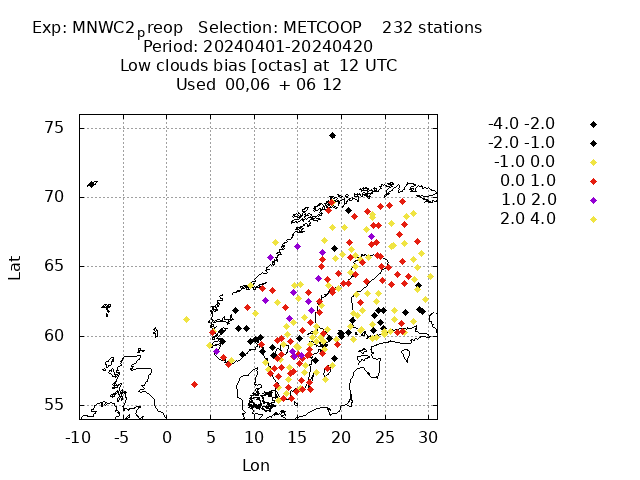 Exp: MNWC2preop Selection: METCOOP 232 stations
Period: 20240401-20240420
Low clouds bias [octas] at 12 UTC
Used 00,06 + 06 12
-4.0 -2.0
-2.0 -1.0
-1.0 0.0
0.0 1.0
1.0 2.0
2.0 4.0
75
70
65
60
55
Lat
-10 -5 0 5 10 15 20 25 30
Lon